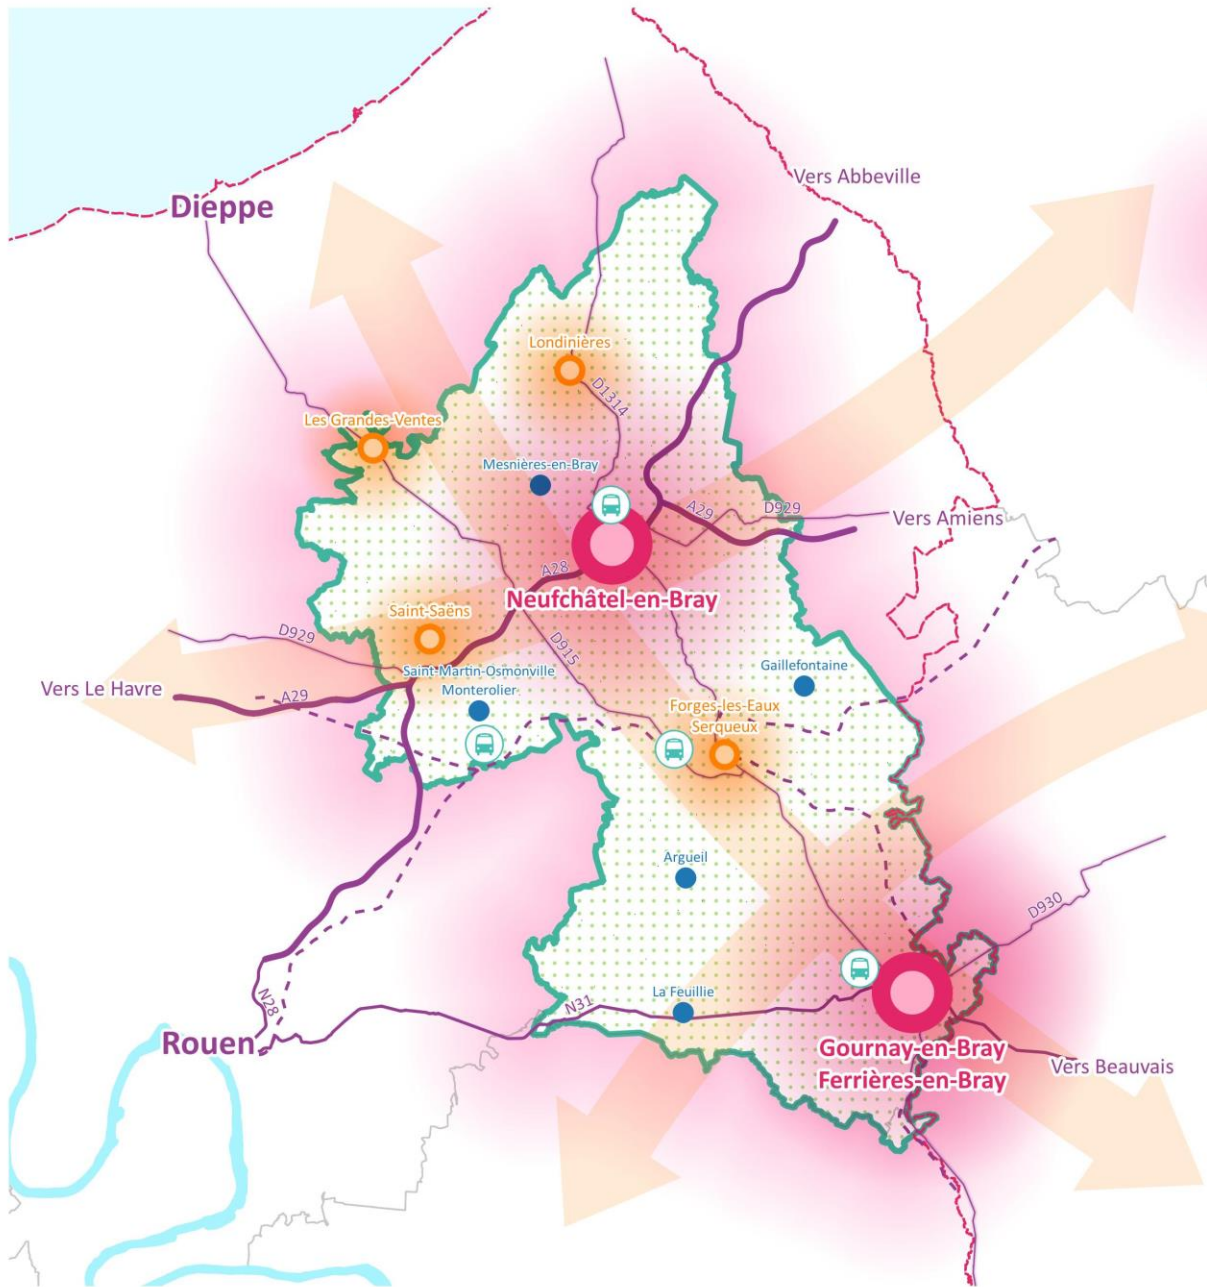 Vers Abbeville
Dieppe
Londinières
D1314
Les Grandes-Ventes
Mesnières-en-Bray
A29
D929
Vers Amiens
A28
Neufchâtel-en-Bray
Saint-Saëns
D929
D915
Saint-Martin-Osmonville
Monterolier
Gaillefontaine
Vers Le Havre
A29
Forges-les-Eaux
Serqueux
Argueil
D930
La Feuillie
N31
N28
Rouen
Gournay-en-Bray
Ferrières-en-Bray
Vers Beauvais